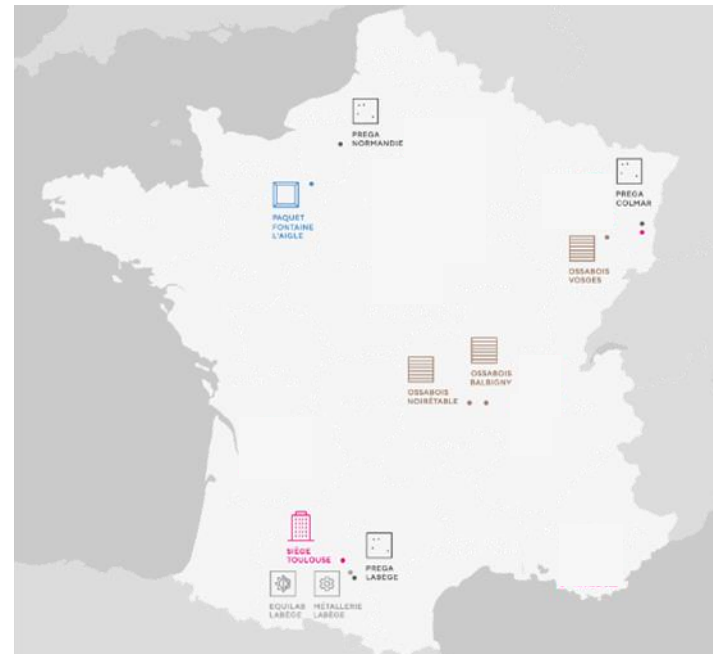 PREGA
NORMANDIE
PAQUET
FONTAINE
L'AIGLE
PREGA
COLMAR
OSSABOIS
VOSGES
OSSABOIS
BALBIGNY
OSSABOIS
NOIRÉTABLE
SIÈGE
TOULOUSE
PREGA
LABÈGE
EQUILAB
LABÈGE
MÉTALLERIE
LABÈGE